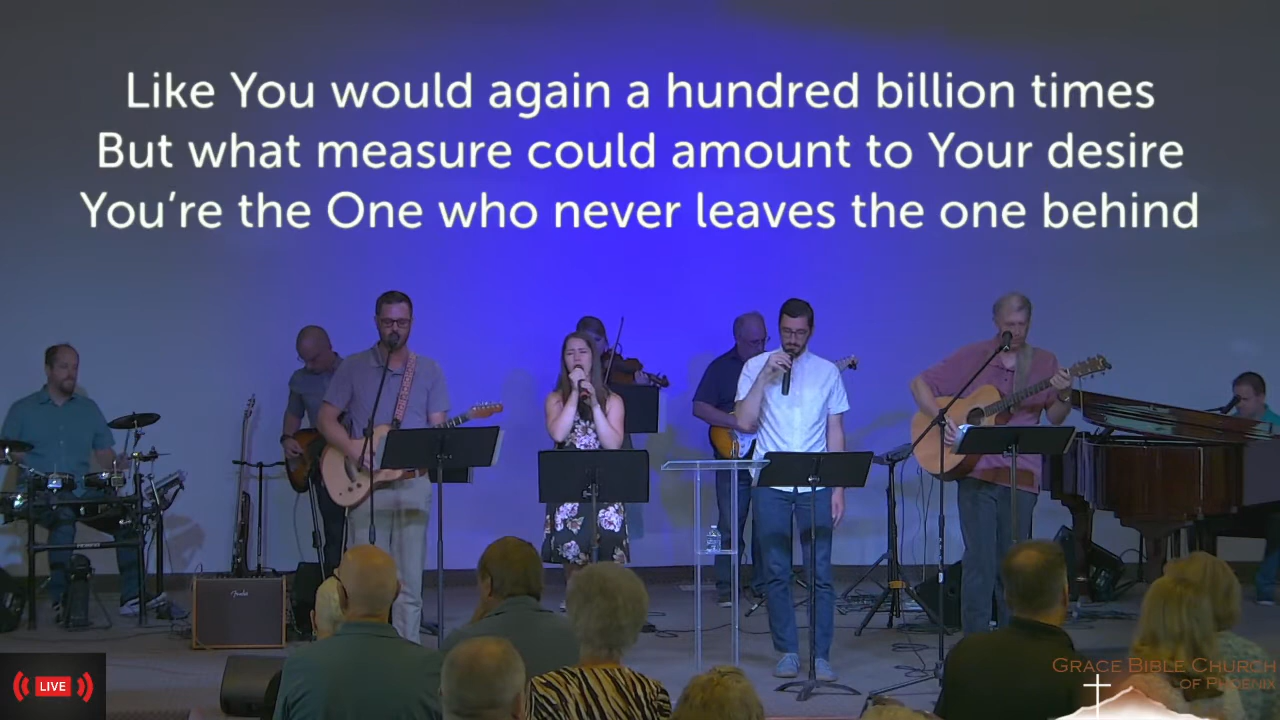 Like You would again a hundred billion times
But what measure could amount to Your desire
You're the One who never leaves the one behind
Fender
LIVE
GRACE BIBLE CHURCH
OF PHOENIX